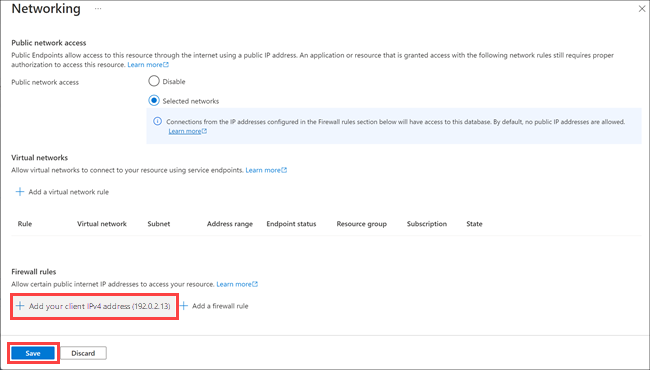 Networking ...
Public network access
Public Endpoints allow access to this resource through the internet using a public IP address. An application or resource that is granted access with the following network rules still requires proper
authorization to access this resource. Learn more
Public network access
Disable
Selected networks
Connections from the IP addresses configured in the Firewall rules section below will have access to this database. By default, no public IP addresses are allowed.
Learn more
Virtual networks
Allow virtual networks to connect to your resource using service endpoints. Learn more
+ Add a virtual network rule
Rule Virtual network Subnet Address range Endpoint status Resource group Subscription State
Firewall rules
Allow certain public internet IP addresses to access your resource. Learn more
+ Add your client IPv4 address (192.0.2.13) + Add a firewall rule
Save Discard